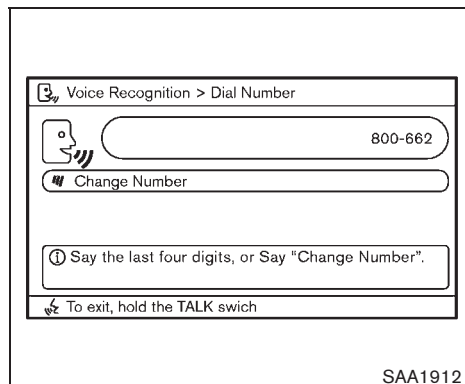 Voice Recognition > Dial Number
800-662
Change Number
Say the last four digits, or Say “Change Number”.
To exit, hold the TALK swich
SAA1912